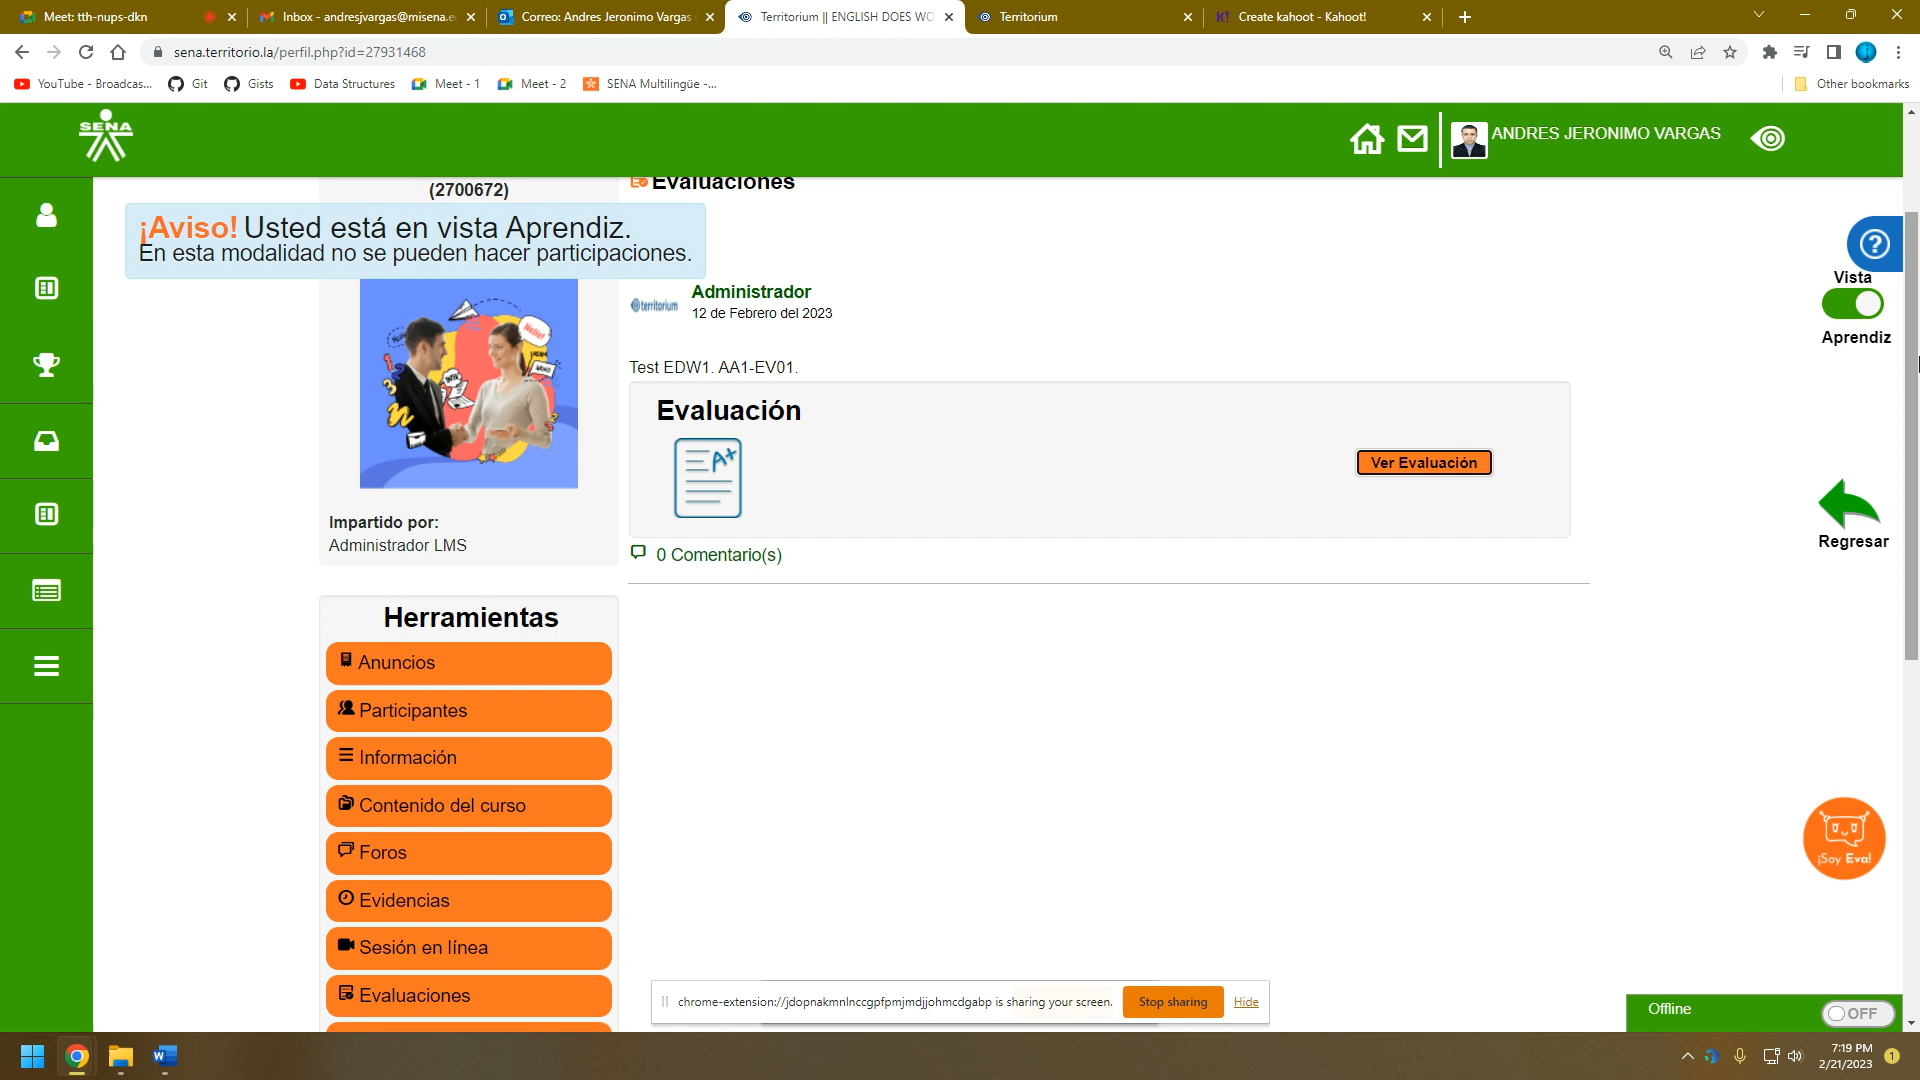 Meet: tth-nups-dkn
Inbox - andresjvargas@misena.ec
Correo: Andres Jeronimo Vargas
Territorium || ENGLISH DOES WO
Territorium
Create kahoot - Kahoot!
sena.territorio.la/perfil.php?id=27931468
YouTube - Broadcas...
Git
Gists
Data Structures
Meet - 1
Meet - 2
SENA Multilingüe -...
Other bookmarks
SENA
ANDRES JERONIMO VARGAS
(2700672)
Evaluaciones
¡Aviso! Usted está en vista Aprendiz.
En esta modalidad no se pueden hacer participaciones.
Vista
Aprendiz
territorium
Administrador
12 de Febrero del 2023
Hello!
Test EDW1. AA1-EV01.
Evaluación
A+
Ver Evaluación
Regresar
Impartido por:
Administrador LMS
0 Comentario(s)
Herramientas
Anuncios
Participantes
Información
Contenido del curso
Foros
Evidencias
Sesión en línea
Evaluaciones
¡Soy Eva!
chrome-extension://jdopnakmnlnccgpfpmjmdjjohmcdgabp is sharing your screen.
Stop sharing
Hide
Offline
OFF
7:19 PM
2/21/2023
1